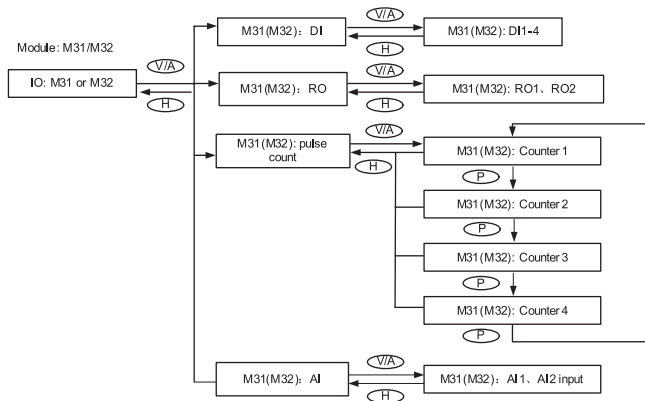 M31(M32)：DI
V/A
H
M31(M32): DI1-4
Module: M31/M32
IO: M31 or M32
V/A
H
M31(M32)：RO
V/A
H
M31(M32): RO1、RO2
M31(M32): pulse
count
V/A
H
M31(M32): Counter 1
P
M31(M32): Counter 2
P
M31(M32): Counter 3
P
M31(M32): Counter 4
P
M31(M32)：AI
V/A
H
M31(M32)：AI1、AI2 input